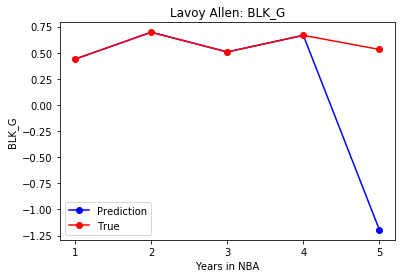 Lavoy Allen: BLK_G
BLK_G
0.75
0.50
0.25
0.00
−0.25
−0.50
−0.75
−1.00
−1.25
Prediction
True
1 2 3 4 5
Years in NBA